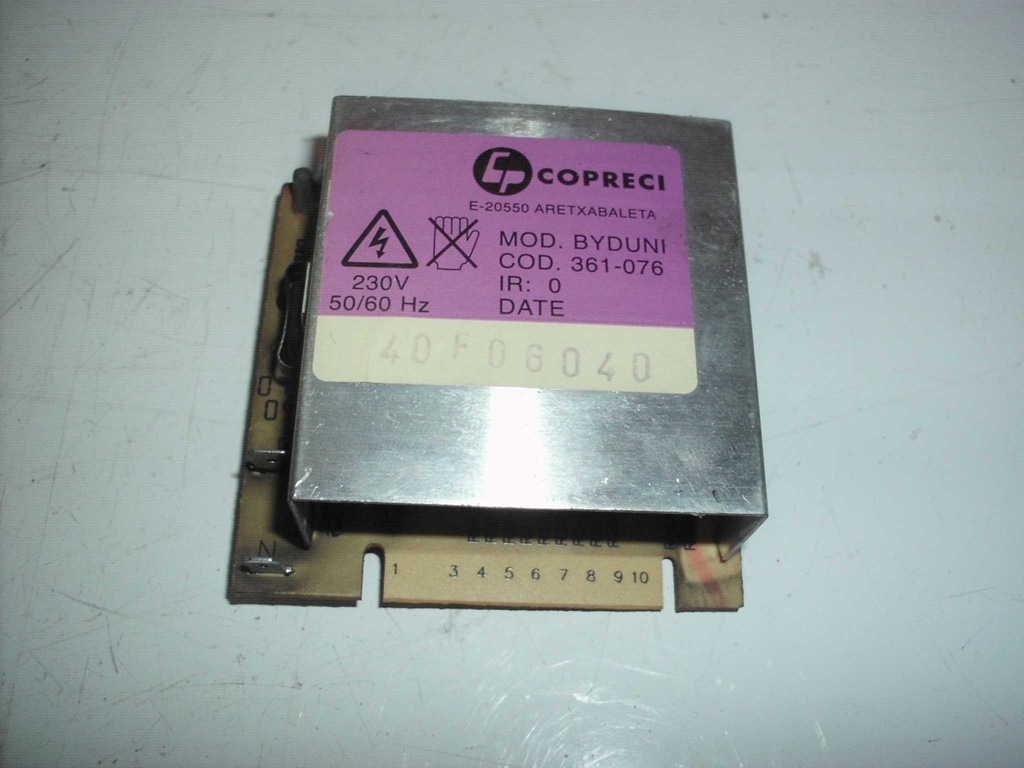 CP COPRECI
E-20550 ARETXABALETA
MOD. BYDUNI
COD. 361-076
230V
IR: 0
50/60 Hz
DATE
40F06040
N
1 3 4 5 6 7 8 9 10